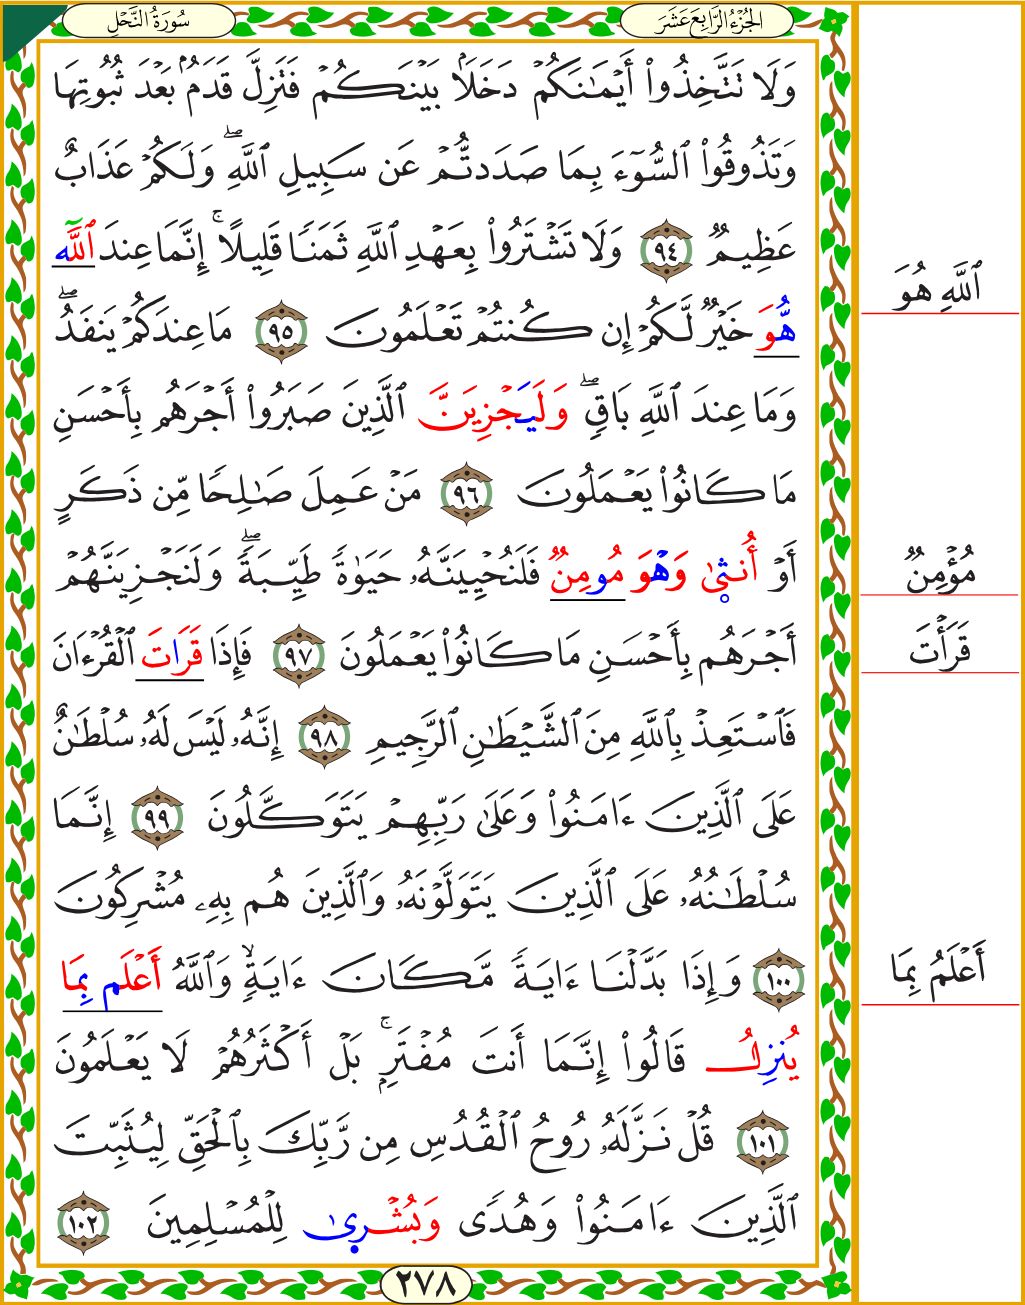 الجُزْءُ الرَّابِعَ عَشَرَ
سُورَةُ النَّحْلِ
وَلَا تَتَّخِذُوٓا۟ أَيْمَٰنَكُمْ دَخَلًۢا بَيْنَكُمْ فَتَزِلَّ قَدَمٌۢ بَعْدَ ثُبُوتِهَا
وَتَذُوقُوا۟ ٱلسُّوٓءَ بِمَا صَدَدتُّمْ عَن سَبِيلِ ٱللَّهِ ۖ وَلَكُمْ عَذَابٌ
عَظِيمٌ ٩٤ وَلَا تَشْتَرُوا۟ بِعَهْدِ ٱللَّهِ ثَمَنًا قَلِيلًا ۚ إِنَّمَا عِندَ ٱللَّه
هُّوَ خَيْرٌ لَّكُمْ إِن كُنتُمْ تَعْلَمُونَ ٩٥ مَا عِندَكُمْ يَنفَدُ ۖ
وَمَا عِندَ ٱللَّهِ بَاقٍ ۖ وَلَيَجْزِيَنَّ ٱلَّذِينَ صَبَرُوٓا۟ أَجْرَهُم بِأَحْسَنِ
مَا كَانُوا۟ يَعْمَلُونَ ٩٦ مَنْ عَمِلَ صَٰلِحًا مِّن ذَكَرٍ
أَوْ أُنثٜىٰ وَهْوَ مُومِنٌ فَلَنُحْيِيَنَّهُۥ حَيَوٰةً طَيِّبَةً ۖ وَلَنَجْزِيَنَّهُمْ
أَجْرَهُم بِأَحْسَنِ مَا كَانُوا۟ يَعْمَلُونَ ٩٧ فَإِذَا قَرَاتَ ٱلْقُرْءَانَ
فَٱسْتَعِذْ بِٱللَّهِ مِنَ ٱلشَّيْطَٰنِ ٱلرَّجِيمِ ٩٨ إِنَّهُۥ لَيْسَ لَهُۥ سُلْطَٰنٌ
عَلَى ٱلَّذِينَ ءَامَنُوا۟ وَعَلَىٰ رَبِّهِمْ يَتَوَكَّلُونَ ٩٩ إِنَّمَا
سُلْطَٰنُهُۥ عَلَى ٱلَّذِينَ يَتَوَلَّوْنَهُۥ وَٱلَّذِينَ هُم بِهِۦ مُشْرِكُونَ
١٠٠ وَإِذَا بَدَّلْنَآ ءَايَةً مَّكَانَ ءَايَةٍ ۙ وَٱللَّهُ أَعْلَم بِمَا
يُنزِلُ قَالُوٓا۟ إِنَّمَآ أَنتَ مُفْتَرٍۭ ۚ بَلْ أَكْثَرُهُمْ لَا يَعْلَمُونَ
١٠١ قُلْ نَزَّلَهُۥ رُوحُ ٱلْقُدُسِ مِن رَّبِّكَ بِٱلْحَقِّ لِيُثَبِّتَ
ٱلَّذِينَ ءَامَنُوا۟ وَهُدًى وَبُشْرٜىٰ لِلْمُسْلِمِينَ ١٠٢
٢٧٨
ٱللَّهِ هُوَ
مُؤْمِنٌ
قَرَأْتَ
أَعْلَمُ بِمَا